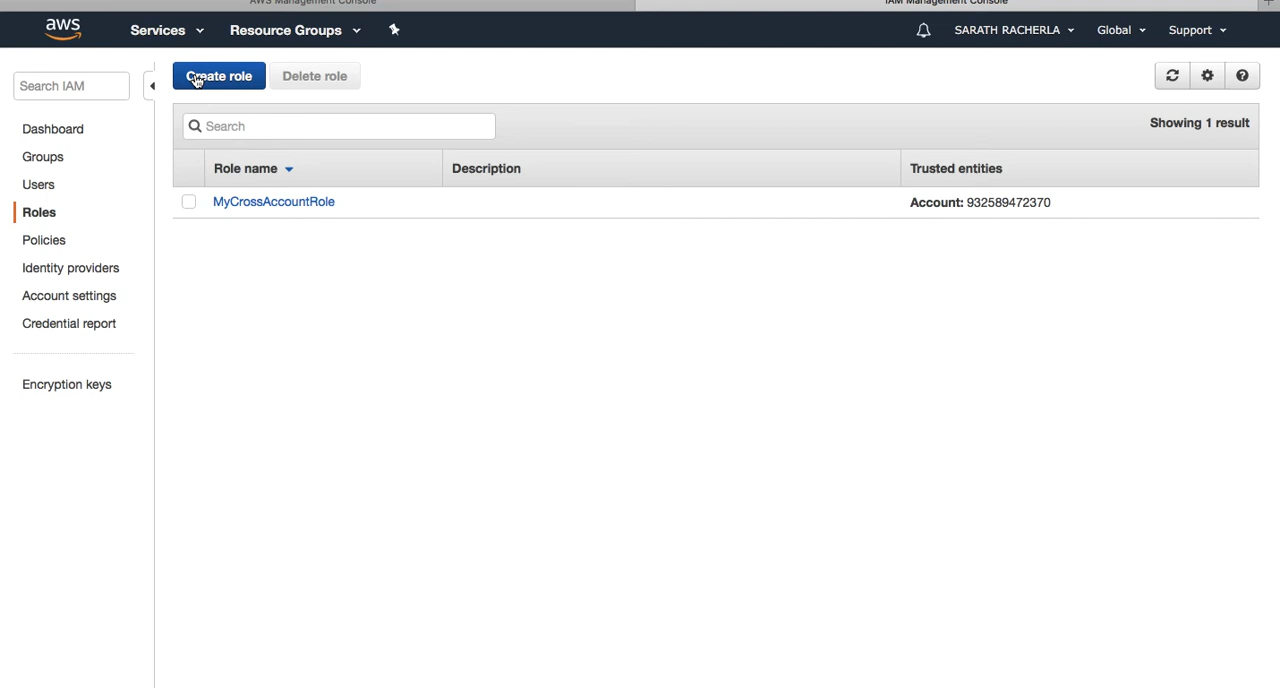 AWS Management Console
IAM Management Console
aws Services Resource Groups SARATH RACHERLA Global Support
Search IAM
Create role Delete role
Dashboard
Groups
Users
Roles
Policies
Identity providers
Account settings
Credential report
Encryption keys
Search
Showing 1 result
Role name Description Trusted entities
MyCrossAccountRole Account: 932589472370